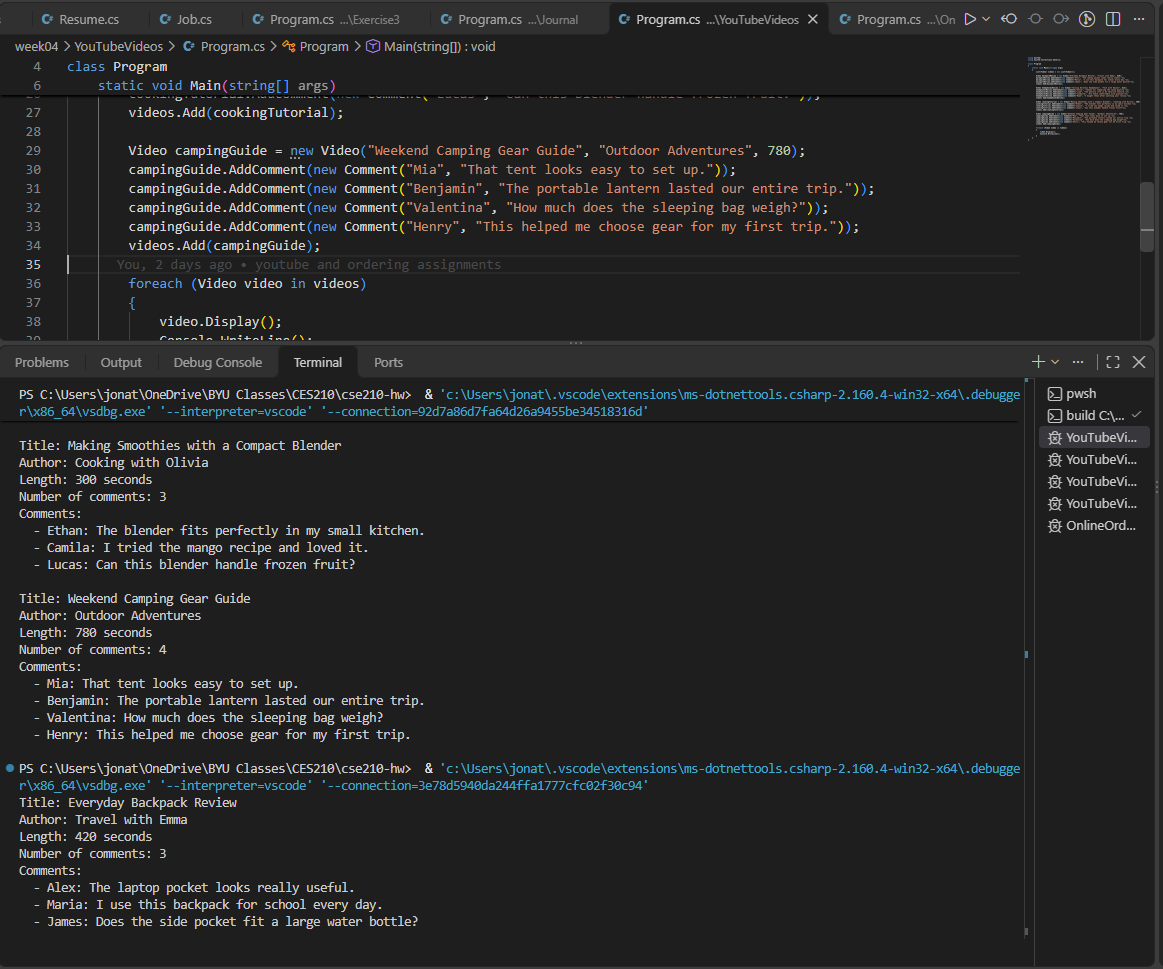 Resume.cs
Job.cs
Program.cs ...\Exercise3
Program.cs ...\Journal
Program.cs ...\YouTubeVideos
Program.cs ...\On
week04 > YouTubeVideos > Program.cs > Program > Main(string[]) : void
4 class Program
6 static void Main(string[] args)
27 videos.Add(cookingTutorial);
28
29 Video campingGuide = new Video("Weekend Camping Gear Guide", "Outdoor Adventures", 780);
30 campingGuide.AddComment(new Comment("Mia", "That tent looks easy to set up."));
31 campingGuide.AddComment(new Comment("Benjamin", "The portable lantern lasted our entire trip."));
32 campingGuide.AddComment(new Comment("Valentina", "How much does the sleeping bag weigh?"));
33 campingGuide.AddComment(new Comment("Henry", "This helped me choose gear for my first trip."));
34 videos.Add(campingGuide);
35 You, 2 days ago • youtube and ordering assignments
36 foreach (Video video in videos)
37 {
38 video.Display();
39 Console.WriteLine();
Problems
Output
Debug Console
Terminal
Ports
PS C:\Users\jonat\OneDrive\BYU Classes\CES210\cse210-hw> & 'c:\Users\jonat\.vscode\extensions\ms-dotnettools.csharp-2.160.4-win32-x64\.debugge
r\x86_64\vsdbg.exe' '--interpreter=vscode' '--connection=92d7a86d7fa64d26a9455be34518316d'
Title: Making Smoothies with a Compact Blender
Author: Cooking with Olivia
Length: 300 seconds
Number of comments: 3
Comments:
- Ethan: The blender fits perfectly in my small kitchen.
- Camila: I tried the mango recipe and loved it.
- Lucas: Can this blender handle frozen fruit?
Title: Weekend Camping Gear Guide
Author: Outdoor Adventures
Length: 780 seconds
Number of comments: 4
Comments:
- Mia: That tent looks easy to set up.
- Benjamin: The portable lantern lasted our entire trip.
- Valentina: How much does the sleeping bag weigh?
- Henry: This helped me choose gear for my first trip.
PS C:\Users\jonat\OneDrive\BYU Classes\CES210\cse210-hw> & 'c:\Users\jonat\.vscode\extensions\ms-dotnettools.csharp-2.160.4-win32-x64\.debugge
r\x86_64\vsdbg.exe' '--interpreter=vscode' '--connection=3e78d5940da244ffa1777cfc02f30c94'
Title: Everyday Backpack Review
Author: Travel with Emma
Length: 420 seconds
Number of comments: 3
Comments:
- Alex: The laptop pocket looks really useful.
- Maria: I use this backpack for school every day.
- James: Does the side pocket fit a large water bottle?
pwsh
build C:\...
YouTubeVi...
YouTubeVi...
YouTubeVi...
YouTubeVi...
OnlineOrd...